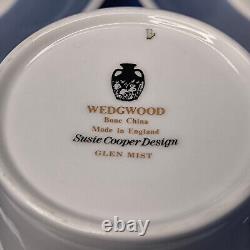 WEDGWOOD
Bone China
Made in England
Susie Cooper Design
GLEN MIST